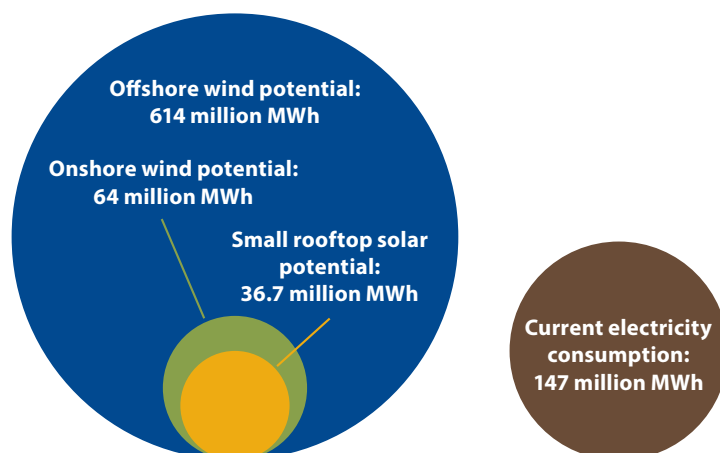 Offshore wind potential:
614 million MWh
Onshore wind potential:
64 million MWh
Small rooftop solar
potential:
36.7 million MWh
Current electricity
consumption:
147 million MWh